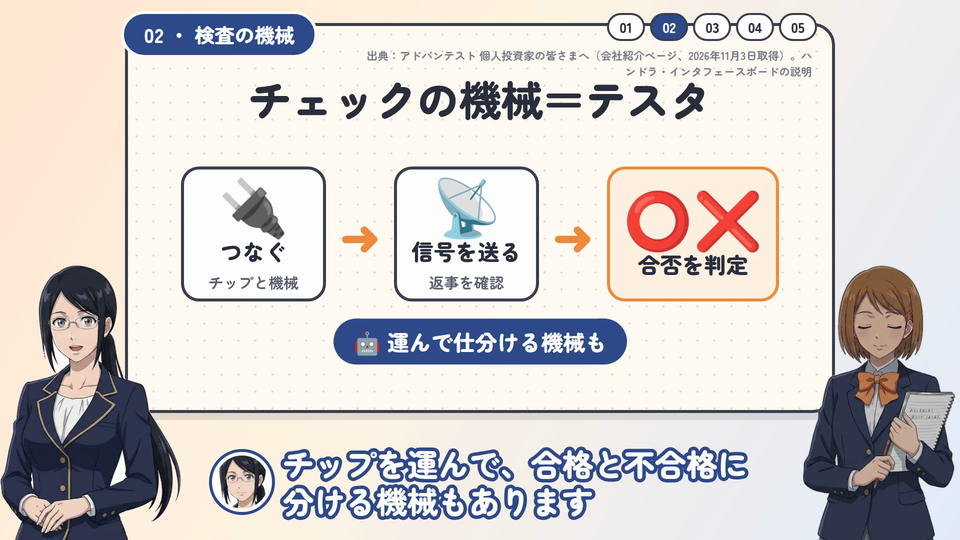 02 ・ 検査の機械
01 02 03 04 05
出典：アドバンテスト 個人投資家の皆さまへ（会社紹介ページ、2026年11月3日取得）。ハ
ンドラ・インタフェースボードの説明
チェックの機械＝テスタ
つなぐ
チップと機械
信号を送る
返事を確認
合否を判定
運んで仕分ける機械も
チップを運んで、合格と不合格に
分ける機械もあります